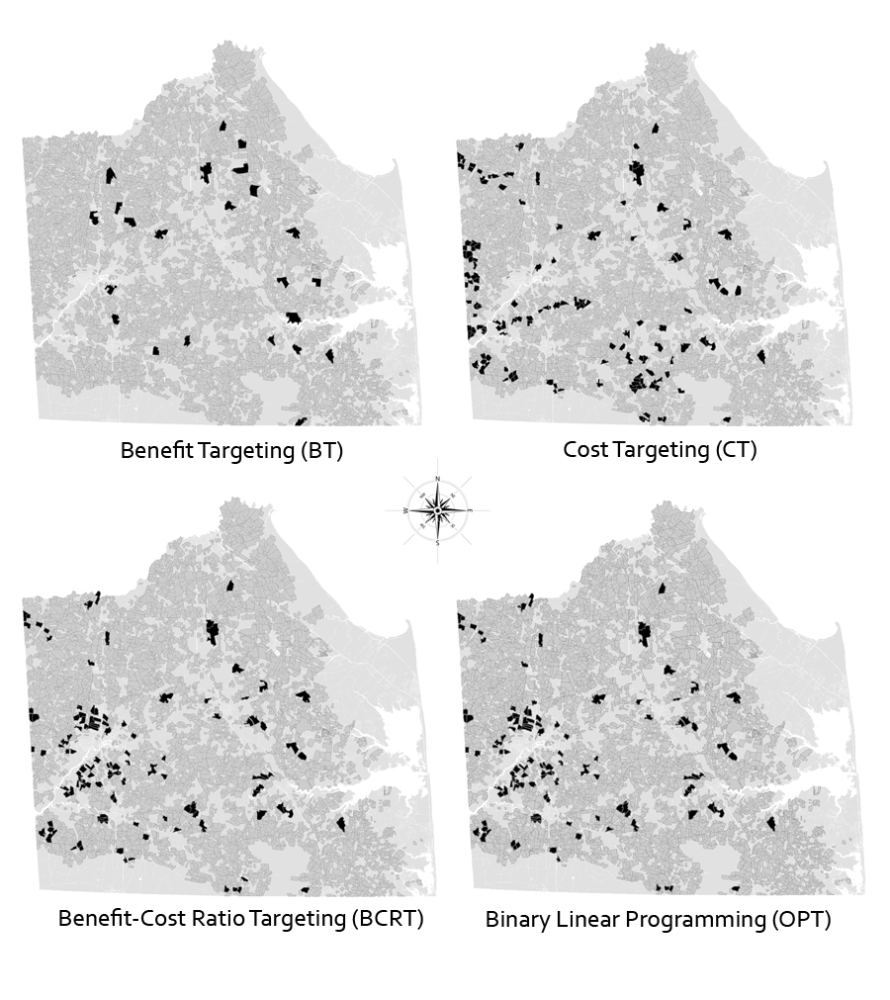 Benefit Targeting (BT)
Cost Targeting (CT)
N
W
E
S
Benefit-Cost Ratio Targeting (BCRT)
Binary Linear Programming (OPT)